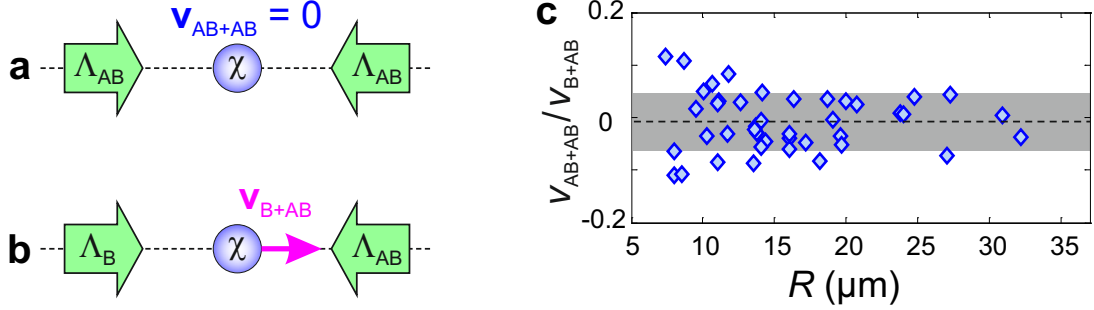 a
v_AB+AB = 0
Λ_AB χ Λ_AB
b
v_B+AB
Λ_B χ Λ_AB
c
v_AB+AB / v_B+AB
0.2
0
-0.2
5 10 15 20 25 30 35
R (μm)